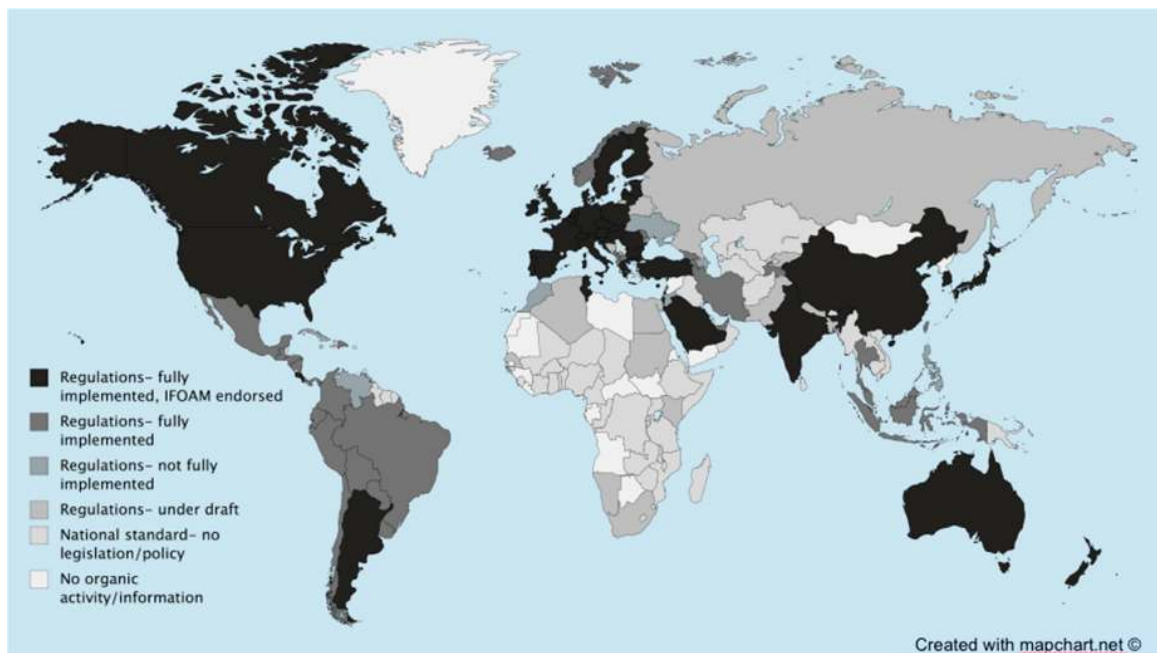 Regulations- fully
implemented, IFOAM endorsed
Regulations- fully
implemented
Regulations- not fully
implemented
Regulations- under draft
National standard- no
legislation/policy
No organic
activity/information
Created with mapchart.net ©